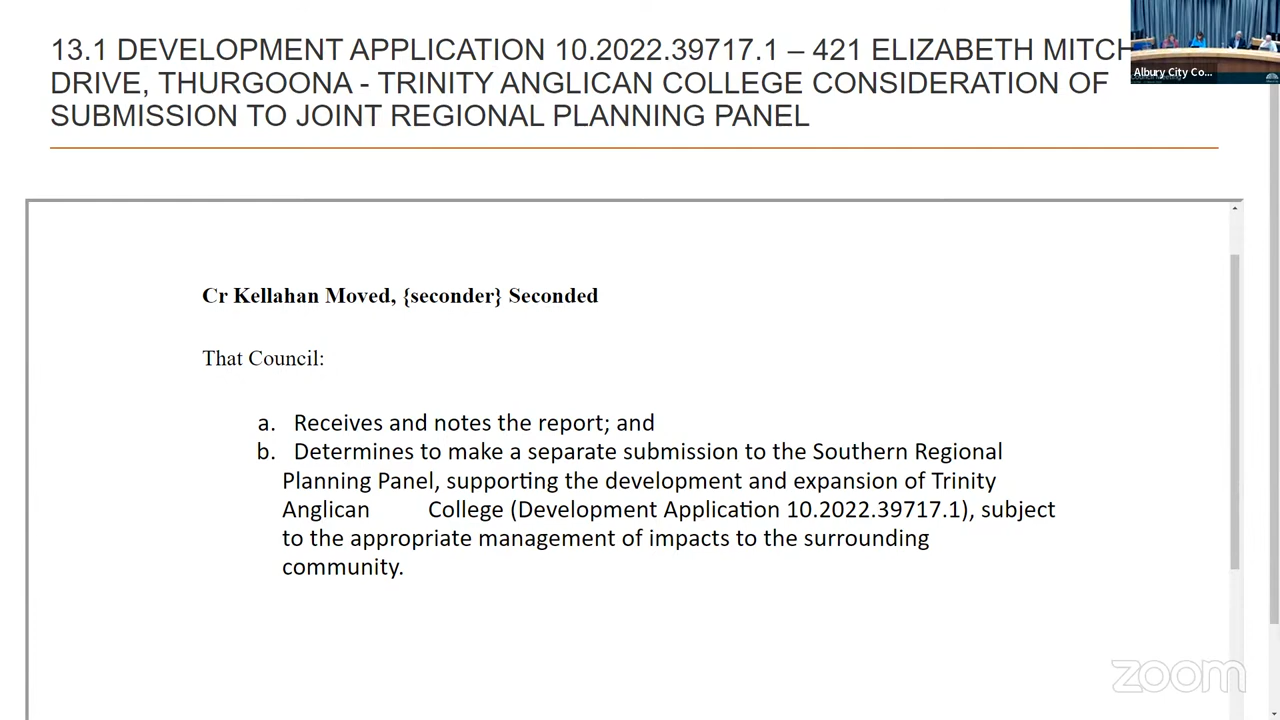 13.1 DEVELOPMENT APPLICATION 10.2022.39717.1 – 421 ELIZABETH MITCH
DRIVE, THURGOONA - TRINITY ANGLICAN COLLEGE CONSIDERATION OF
SUBMISSION TO JOINT REGIONAL PLANNING PANEL
Albury City Co...
Cr Kellahan Moved, {seconder} Seconded
That Council:
a. Receives and notes the report; and
b. Determines to make a separate submission to the Southern Regional
Planning Panel, supporting the development and expansion of Trinity
Anglican College (Development Application 10.2022.39717.1), subject
to the appropriate management of impacts to the surrounding
community.
zoom